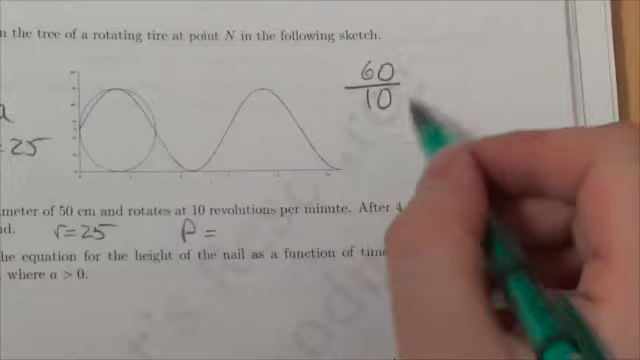 n the tree of a rotating tire at point N in the following sketch.
60
10
= 25
meter of 50 cm and rotates at 10 revolutions per minute. After 4
nd. r=25 P =
he equation for the height of the nail as a function of time
, where a > 0.